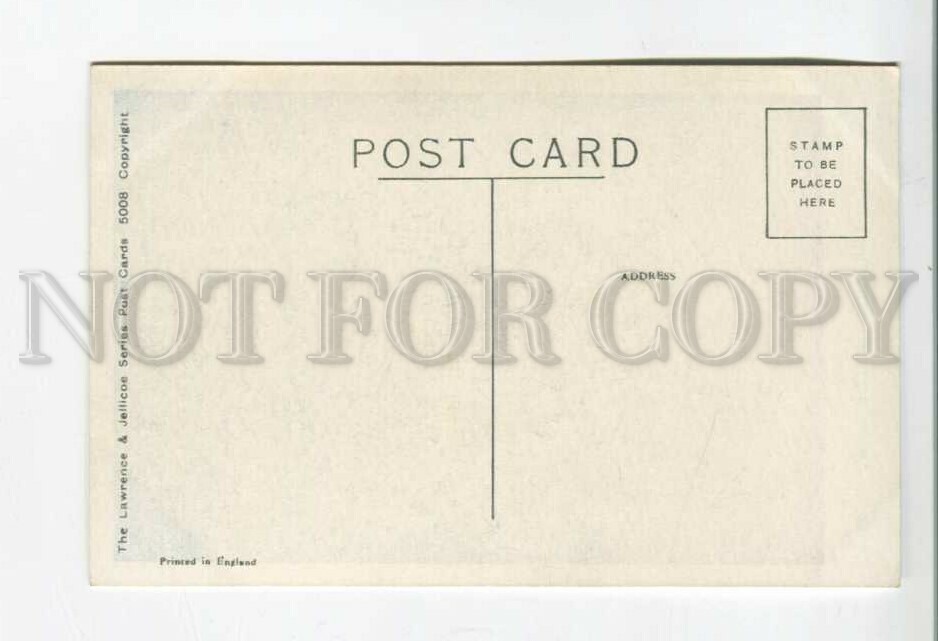 POST CARD
STAMP
TO BE
PLACED
HERE
ADDRESS
The Lawrence & Jellicoe Series Post Cards 5008 Copyright
Printed in England
NOT FOR COPY